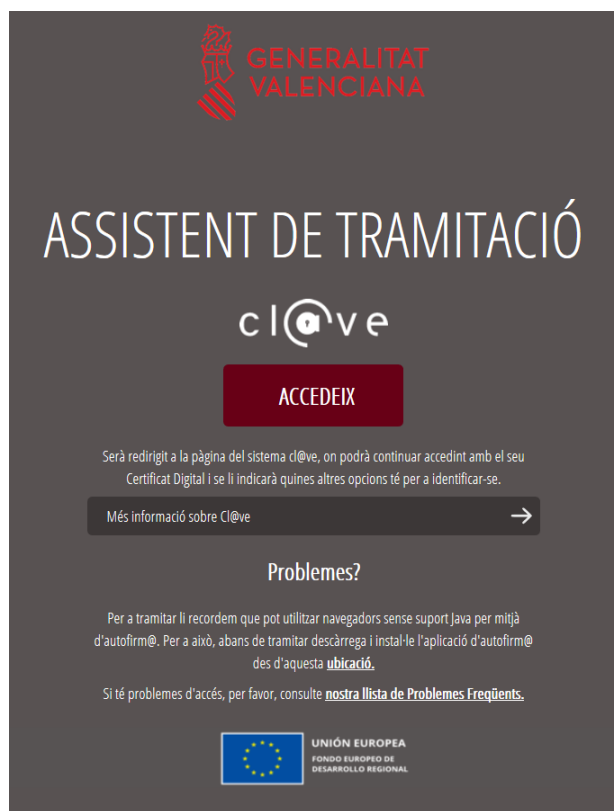 GENERALITAT
VALENCIANA
ASSISTENT DE TRAMITACIÓ
cl@ve
ACCEDEIX
Serà redirigit a la pàgina del sistema cl@ve, on podrà continuar accedint amb el seu
Certificat Digital i se li indicarà quines altres opcions té per a identificar-se.
Més informació sobre Cl@ve
Problemes?
Per a tramitar li recordem que pot utilitzar navegadors sense suport Java per mitjà
d'autofirm@. Per a això, abans de tramitar descàrrega i instal·le l'aplicació d'autofirm@
des d'aquesta ubicació.
Si té problemes d'accés, per favor, consulte nostra llista de Problemes Freqüents.
UNIÓN EUROPEA
FONDO EUROPEO DE
DESARROLLO REGIONAL